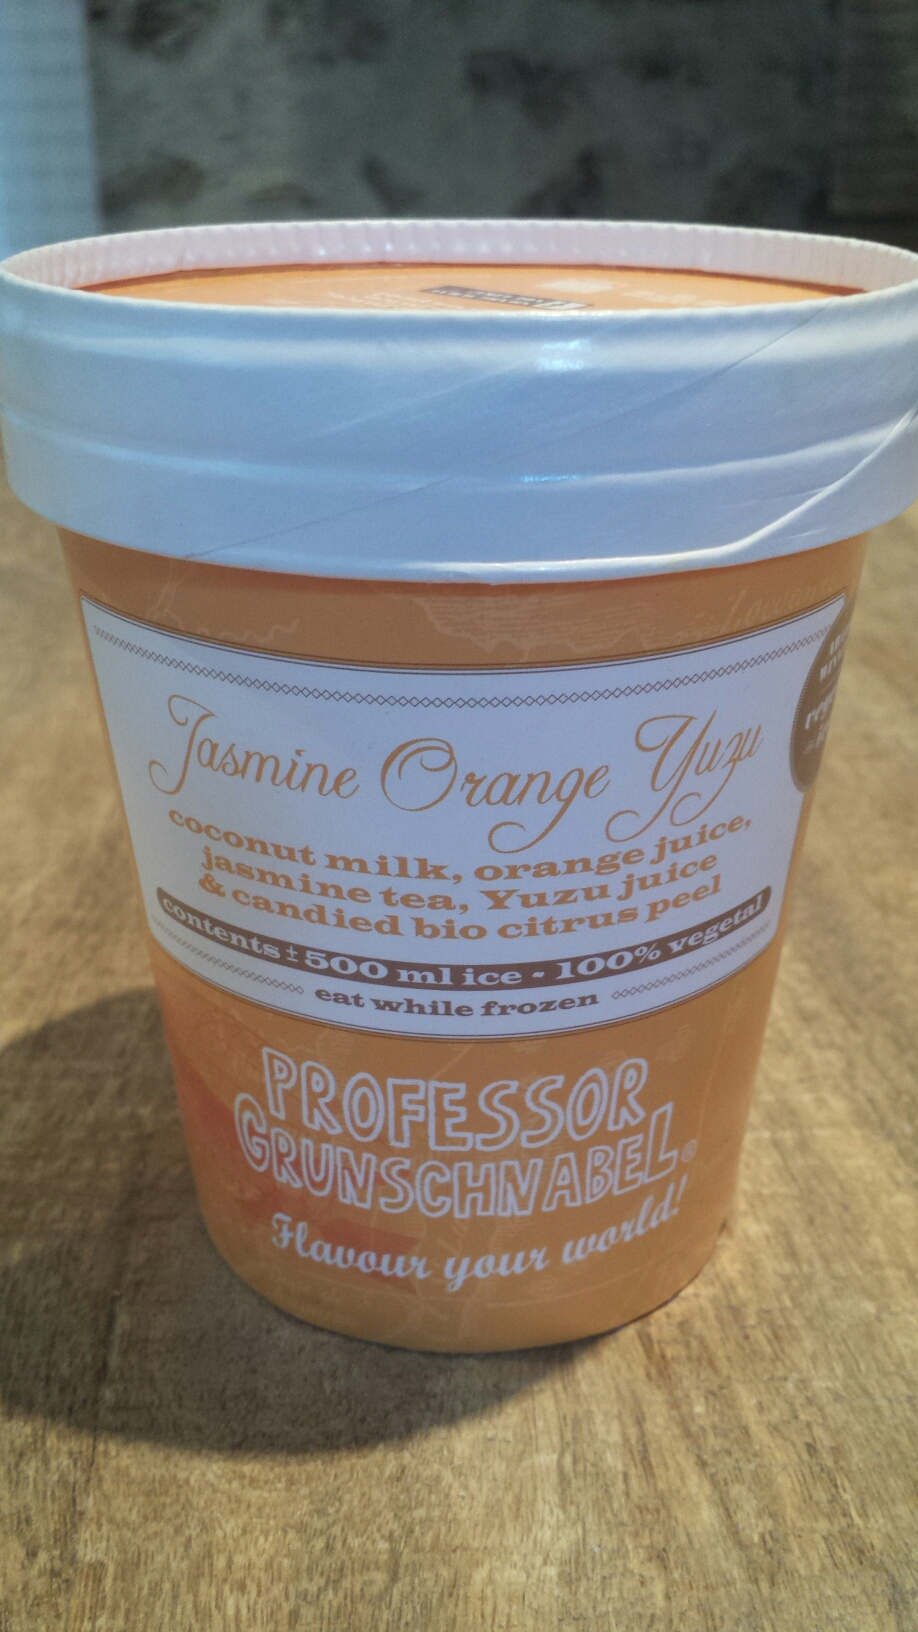 Jasmine Orange Yuzu
coconut milk, orange juice,
jasmine tea, Yuzu juice
& candied bio citrus peel
contents ± 500 ml ice - 100% vegetal
eat while frozen
PROFESSOR
GRUNSCHNABEL®
Flavour your world!